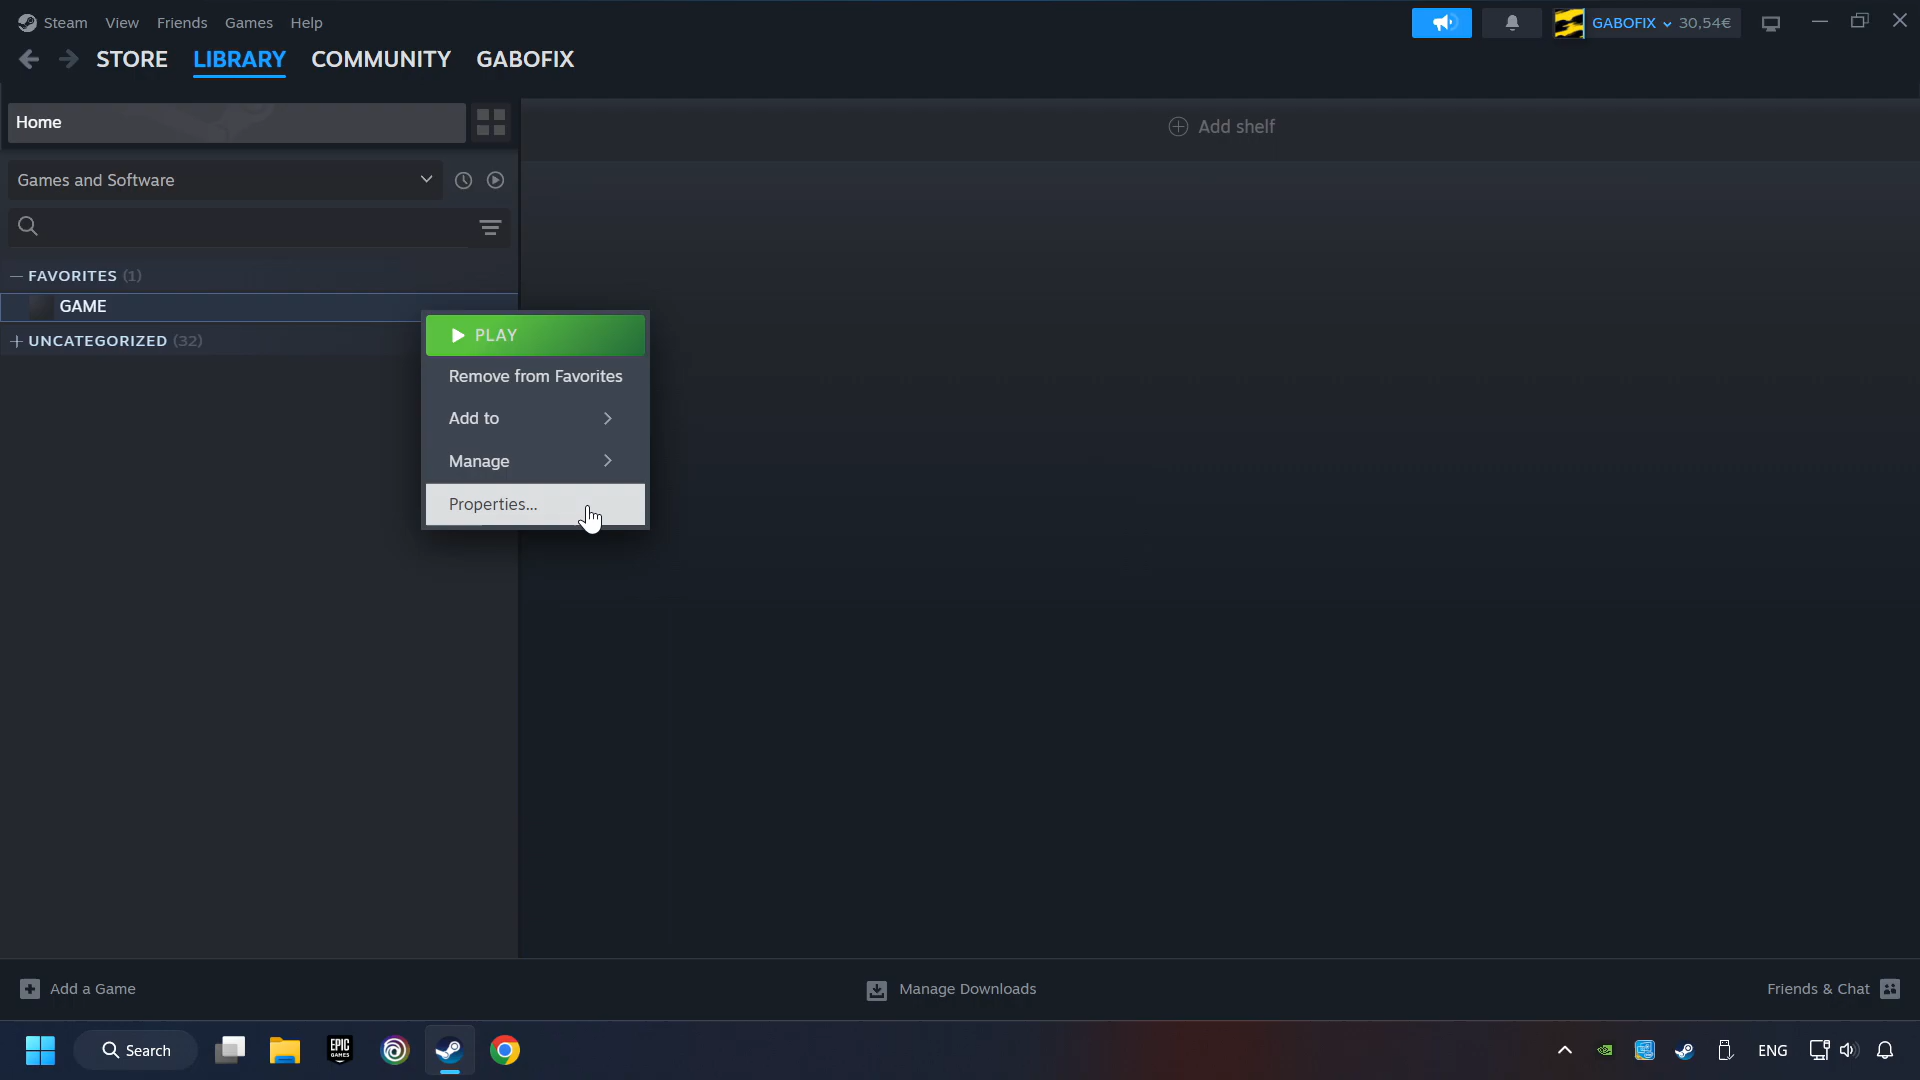 Steam View Friends Games Help
GABOFIX 30,54€
STORE LIBRARY COMMUNITY GABOFIX
Home
Add shelf
Games and Software
FAVORITES (1)
GAME
UNCATEGORIZED (32)
PLAY
Remove from Favorites
Add to
Manage
Properties...
Add a Game
Manage Downloads
Friends & Chat
Search
EPIC
GAMES
ENG